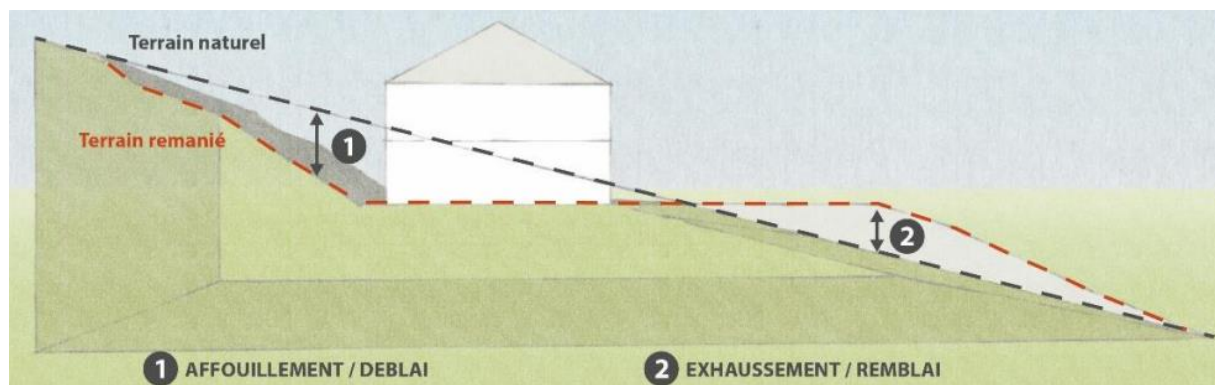 Terrain naturel
Terrain remanié
1
2
1 AFFOUILLEMENT / DEBLAI
2 EXHAUSSEMENT / REMBLAI